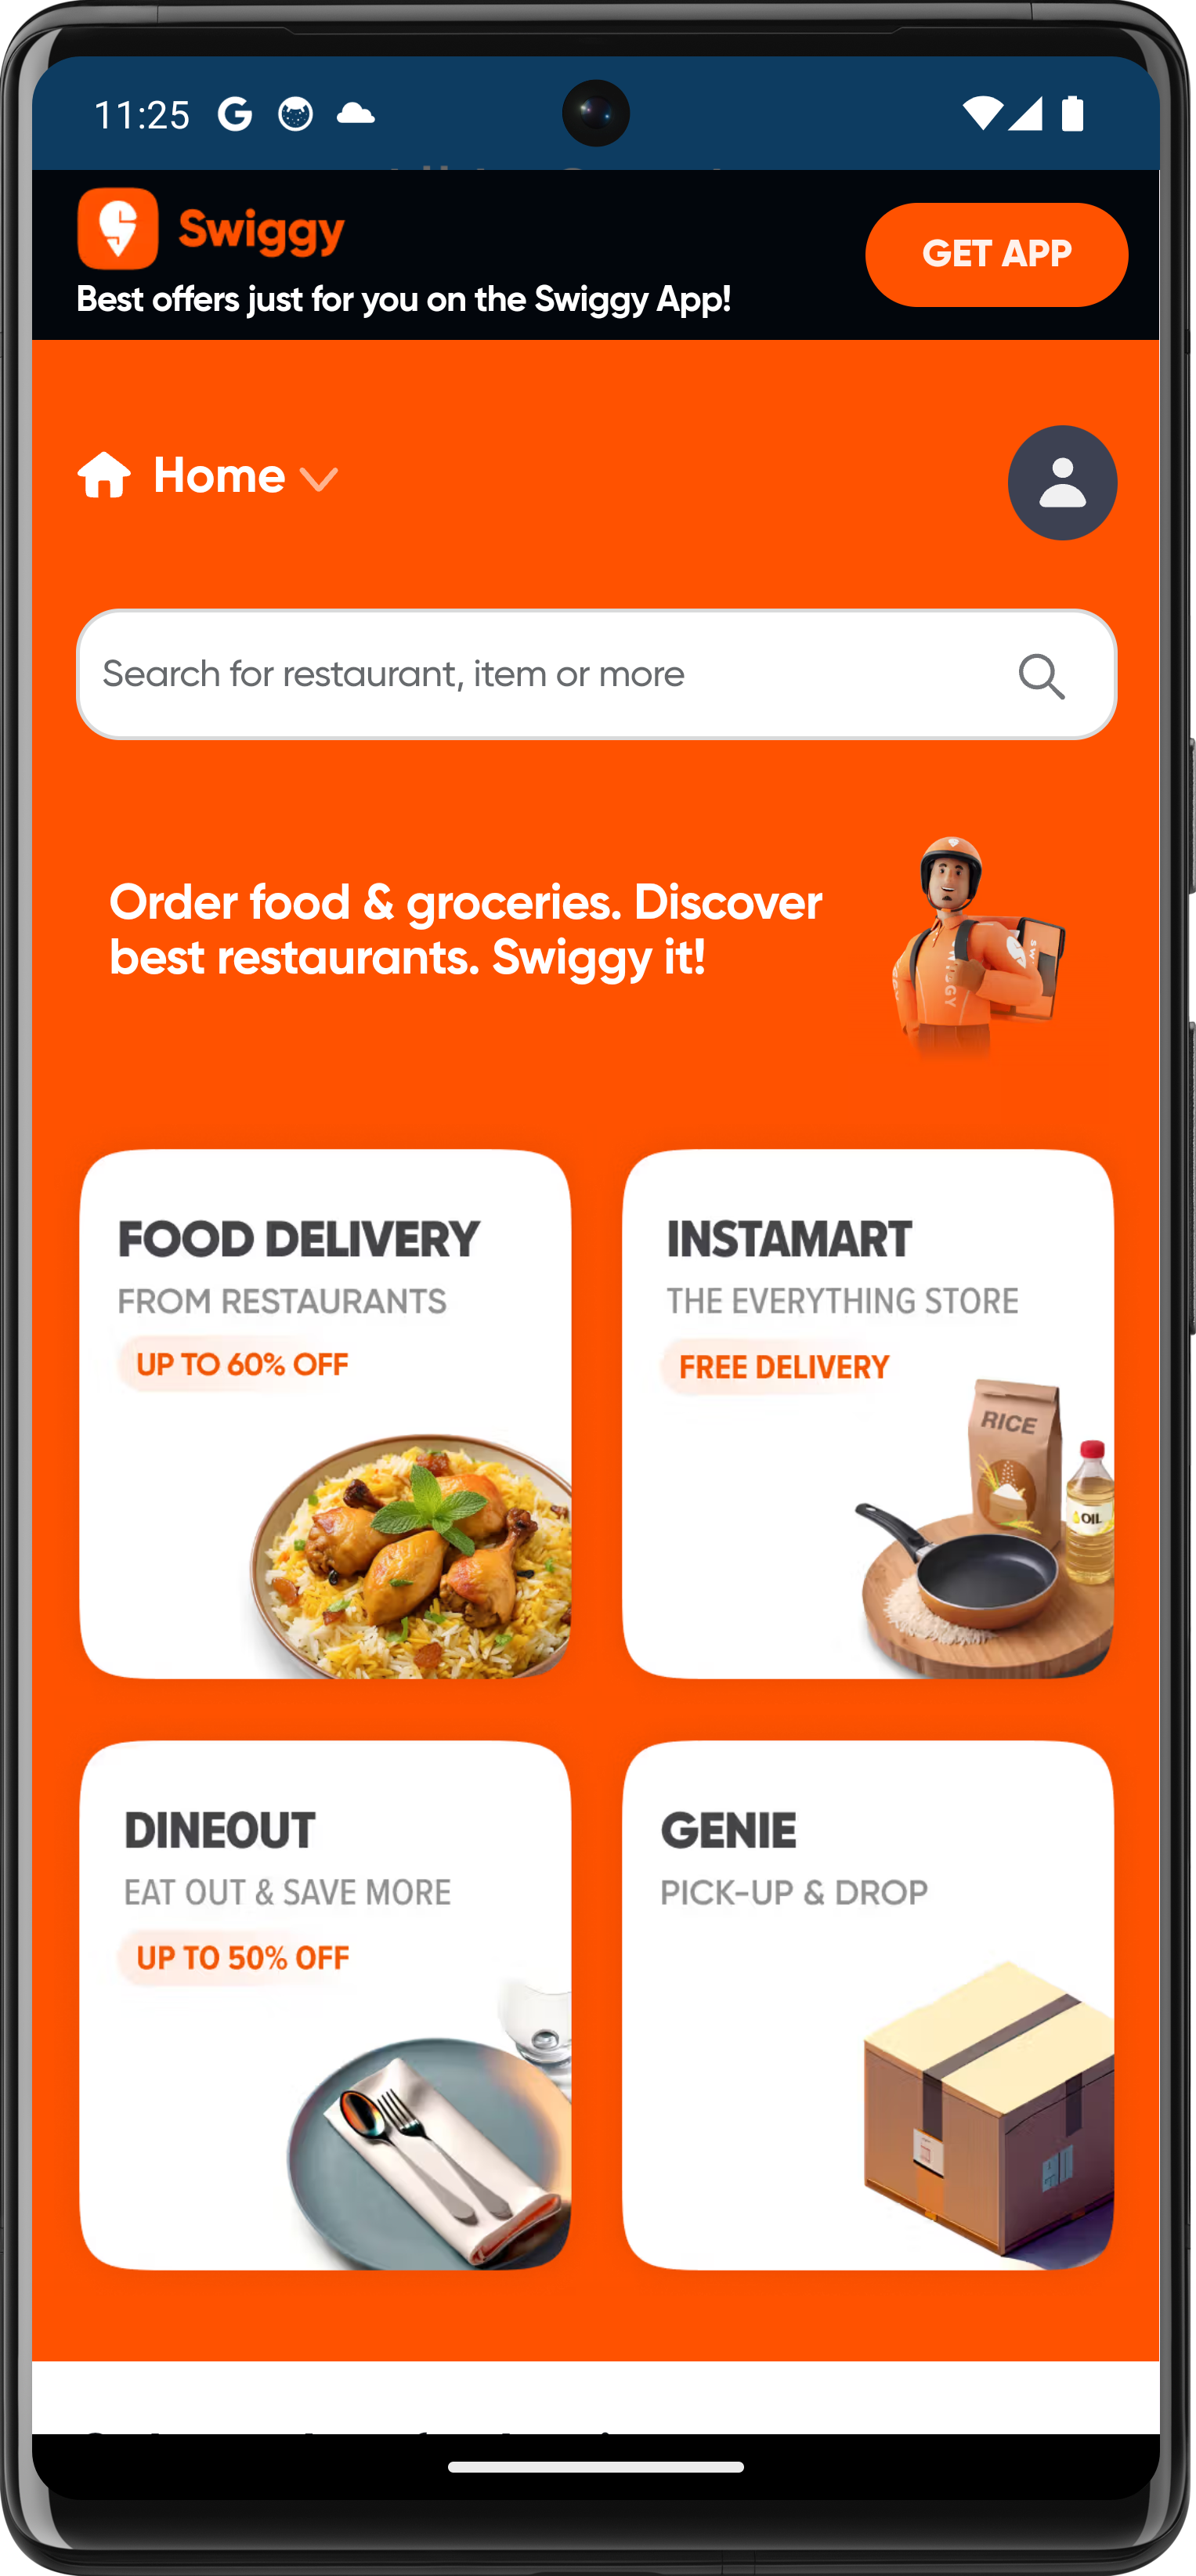 11:25
Swiggy
GET APP
Best offers just for you on the Swiggy App!
Home
Search for restaurant, item or more
Order food & groceries. Discover
best restaurants. Swiggy it!
FOOD DELIVERY
FROM RESTAURANTS
UP TO 60% OFF
INSTAMART
THE EVERYTHING STORE
FREE DELIVERY
RICE
OIL
DINEOUT
EAT OUT & SAVE MORE
UP TO 50% OFF
GENIE
PICK-UP & DROP